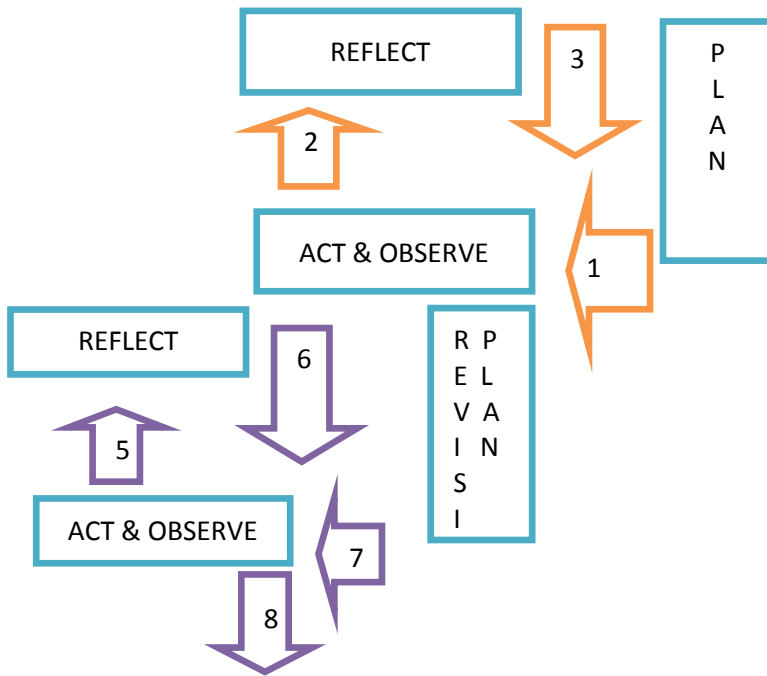 REFLECT
3
P
L
A
N
2
ACT & OBSERVE
1
REFLECT
6
R P
E L
V A
I N
S
I
5
ACT & OBSERVE
7
8